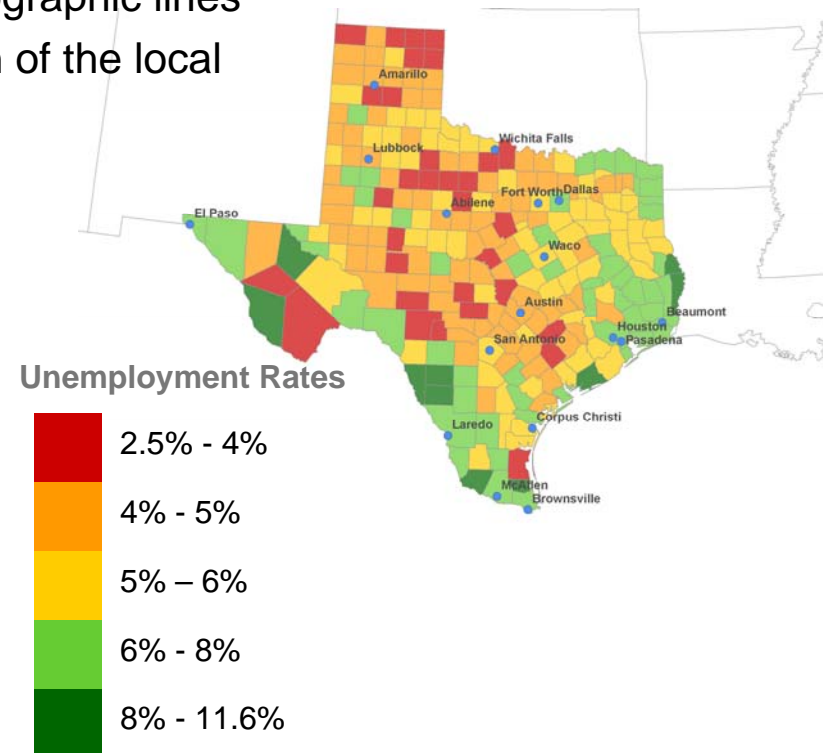 ographic lines
n of the local
Amarillo
Wichita Falls
Lubbock
Fort Worth Dallas
Abilene
El Paso
Waco
Austin
Beaumont
Houston
San Antonio
Pasadena
Unemployment Rates
Corpus Christi
Laredo
2.5% - 4%
McAllen
Brownsville
4% - 5%
5% – 6%
6% - 8%
8% - 11.6%